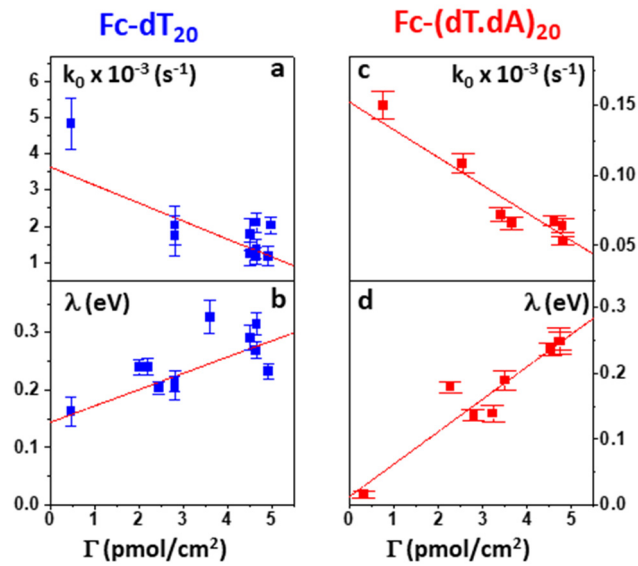 Fc-dT₂₀
Fc-(dT.dA)₂₀
k₀ x 10⁻³ (s⁻¹)
a
6
5
4
3
2
1
c
k₀ x 10⁻³ (s⁻¹)
0.15
0.10
0.05
λ (eV)
b
0.3
0.2
0.1
0.0
d
λ (eV)
0.3
0.2
0.1
0.0
0 1 2 3 4 5
0 1 2 3 4 5
Γ (pmol/cm²)
Γ (pmol/cm²)